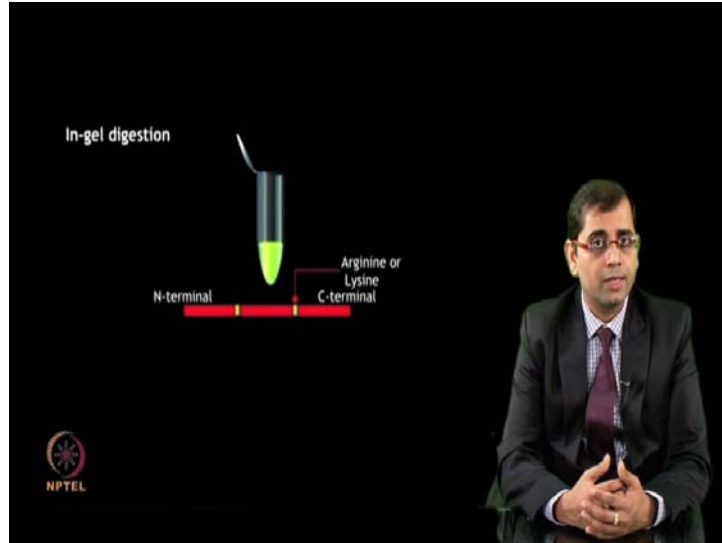 In-gel digestion
Arginine or
Lysine
N-terminal
C-terminal
NPTEL